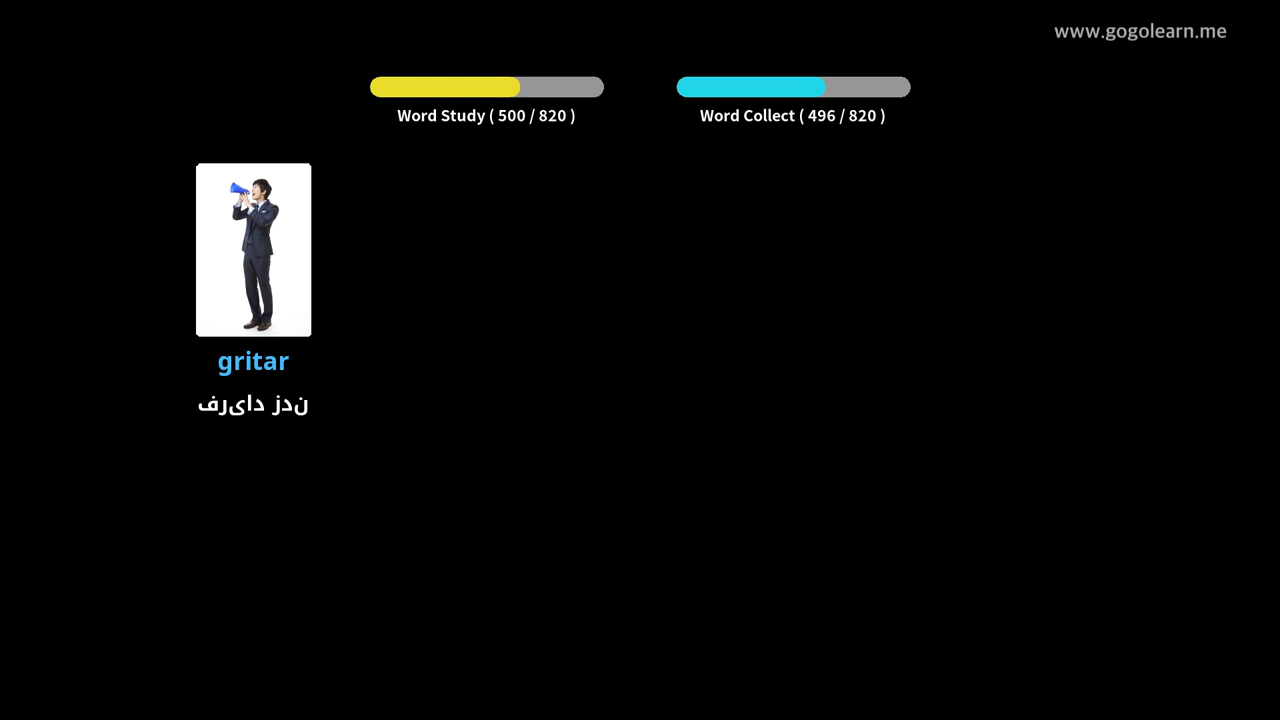 www.gogolearn.me
Word Study ( 500 / 820 )
Word Collect ( 496 / 820 )
gritar
فریاد زدن